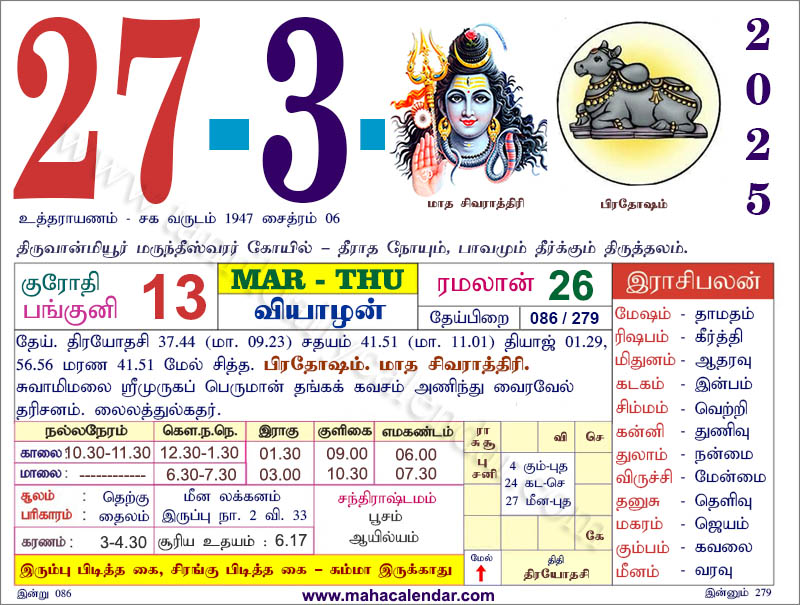 27-3-
2025
மாத சிவராத்திரி
பிரதோஷம்
உத்தராயணம் - சக வருடம் 1947 சைத்ரம் 06
திருவான்மியூர் மருந்தீஸ்வரர் கோயில் – தீராத நோயும், பாவமும் தீர்க்கும் திருத்தலம்.
குரோதி
பங்குனி
13
MAR - THU
வியாழன்
ரமலான் 26
தேய்பிறை 086 / 279
தேய். திரயோதசி 37.44 (மா. 09.23) சதயம் 41.51 (மா. 11.01) தியாஜ் 01.29,
56.56 மரண 41.51 மேல் சித்த. பிரதோஷம். மாத சிவராத்திரி.
சுவாமிமலை ஸ்ரீமுருகப் பெருமான் தங்கக் கவசம் அணிந்து வைரவேல்
தரிசனம். லைலத்துல்கதர்.
இராசிபலன்
மேஷம் - தாமதம்
ரிஷபம் - கீர்த்தி
மிதுனம் - ஆதரவு
கடகம் - இன்பம்
சிம்மம் - வெற்றி
கன்னி - துணிவு
துலாம் - நன்மை
விருச்சி - மேன்மை
தனுசு - தெளிவு
மகரம் - ஜெயம்
கும்பம் - கவலை
மீனம் - வரவு
நல்லநேரம் கௌ.ந.நெ. இராகு குளிகை எமகண்டம்
காலை: 10.30-11.30 12.30-1.30 01.30 09.00 06.00
மாலை: ------------ 6.30-7.30 03.00 10.30 07.30
சூலம் : தெற்கு
பரிகாரம் : தைலம்
மீன லக்கனம்
இருப்பு நா. 2 வி. 33
சந்திராஷ்டமம்
பூசம்
ஆயில்யம்
கரணம் : 3-4.30 சூரிய உதயம் : 6.17
ரா
சு சூ
பு
சனி
வி
செ
4 கும்-புத
24 கட-செ
27 மீன-புத
கே
மேல்
திதி
திரயோதசி
இரும்பு பிடித்த கை, சிரங்கு பிடித்த கை – சும்மா இருக்காது
இன்று 086
www.mahacalendar.com
இன்னும் 279